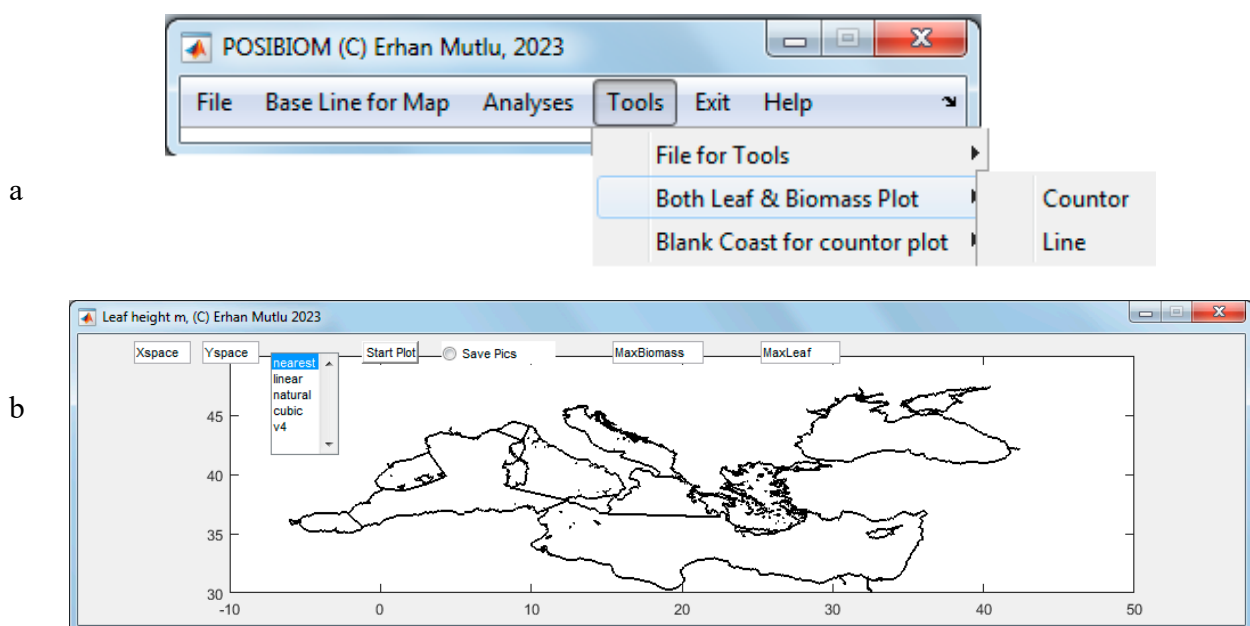 POSIBIOM (C) Erhan Mutlu, 2023
File Base Line for Map Analyses Tools Exit Help
File for Tools
a
Both Leaf & Biomass Plot Countor
Blank Coast for countor plot Line
Leaf height m, (C) Erhan Mutlu 2023
Xspace Yspace Start Plot Save Pics MaxBiomass MaxLeaf
nearest
linear
natural
cubic
v4
b
45
40
35
30
-10 0 10 20 30 40 50